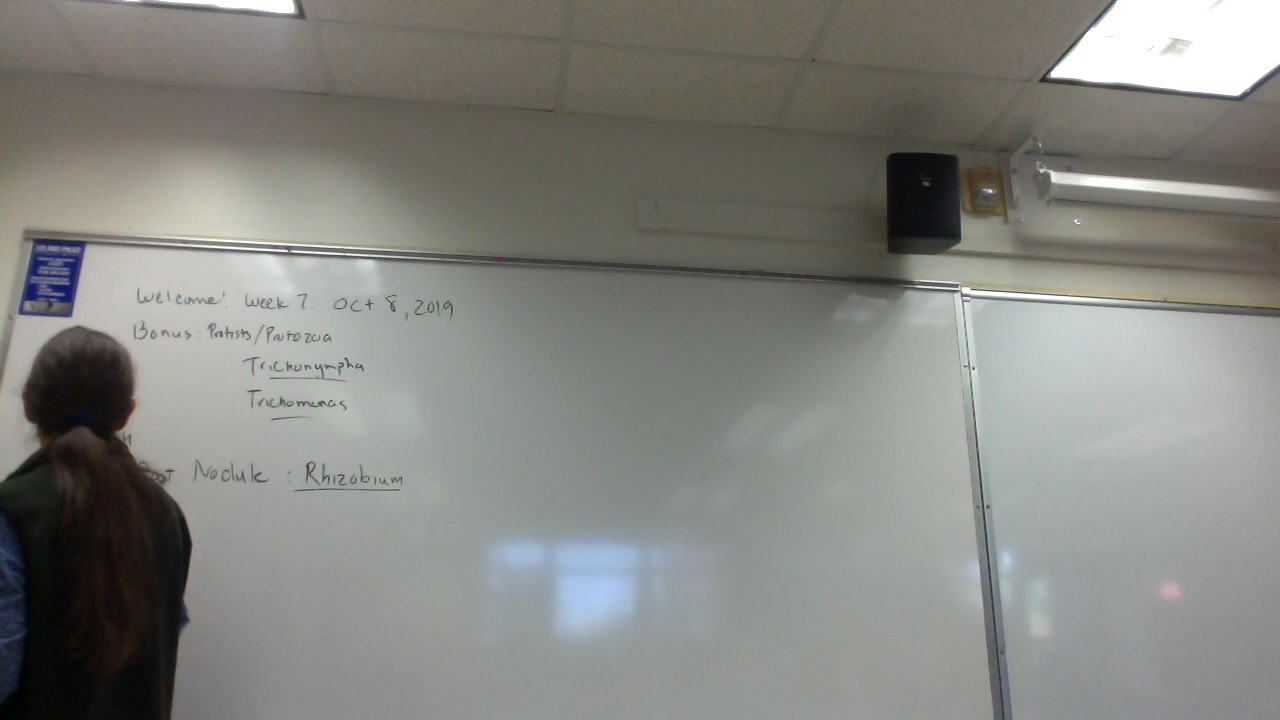 Welcome! Week 7. Oct 8, 2019
Bonus: Protists/Protozoa
Trichonympha
Trichomonas
Nodule : Rhizobium